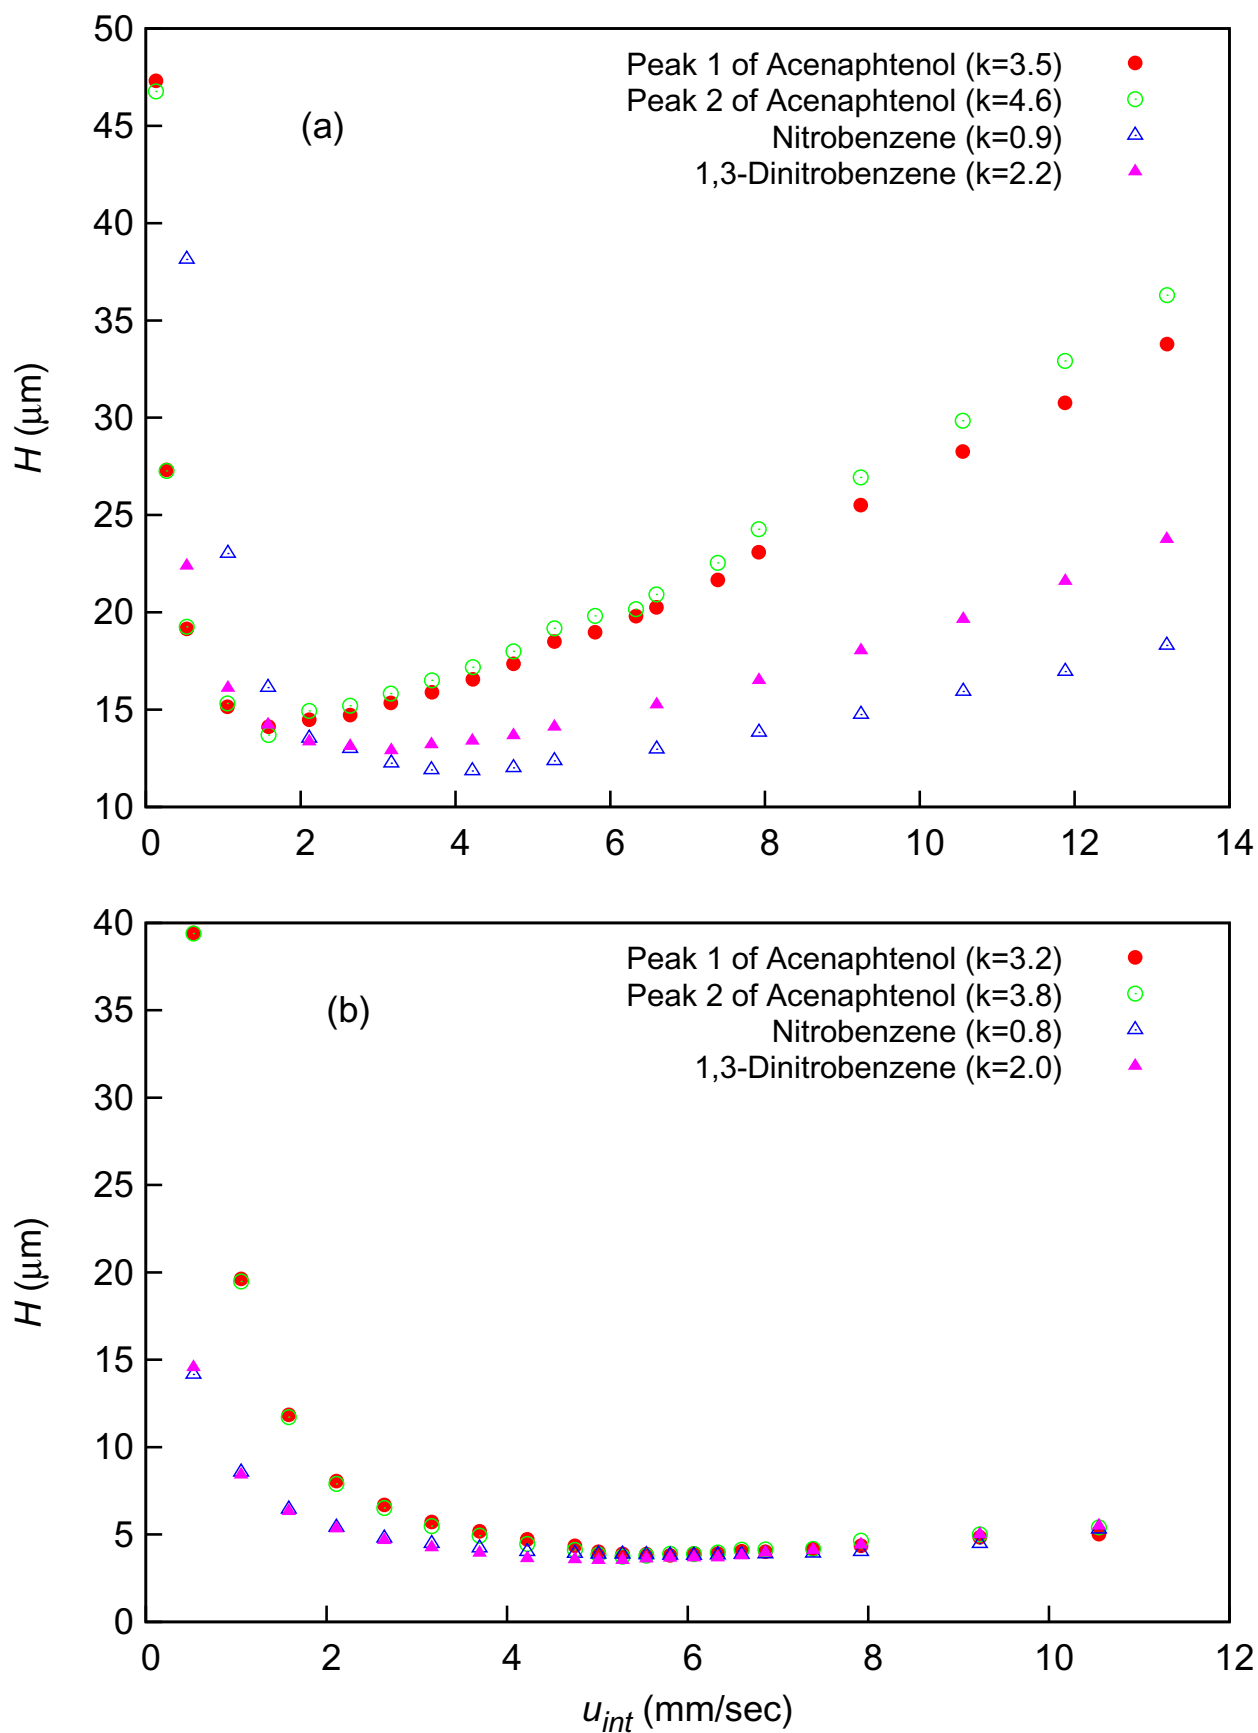 50
45
40
35
30
25
20
15
10
H (μm)
(a)
Peak 1 of Acenaphtenol (k=3.5)
Peak 2 of Acenaphtenol (k=4.6)
Nitrobenzene (k=0.9)
1,3-Dinitrobenzene (k=2.2)
0 2 4 6 8 10 12 14
40
35
30
25
20
15
10
5
0
H (μm)
(b)
Peak 1 of Acenaphtenol (k=3.2)
Peak 2 of Acenaphtenol (k=3.8)
Nitrobenzene (k=0.8)
1,3-Dinitrobenzene (k=2.0)
0 2 4 6 8 10 12
u_int (mm/sec)